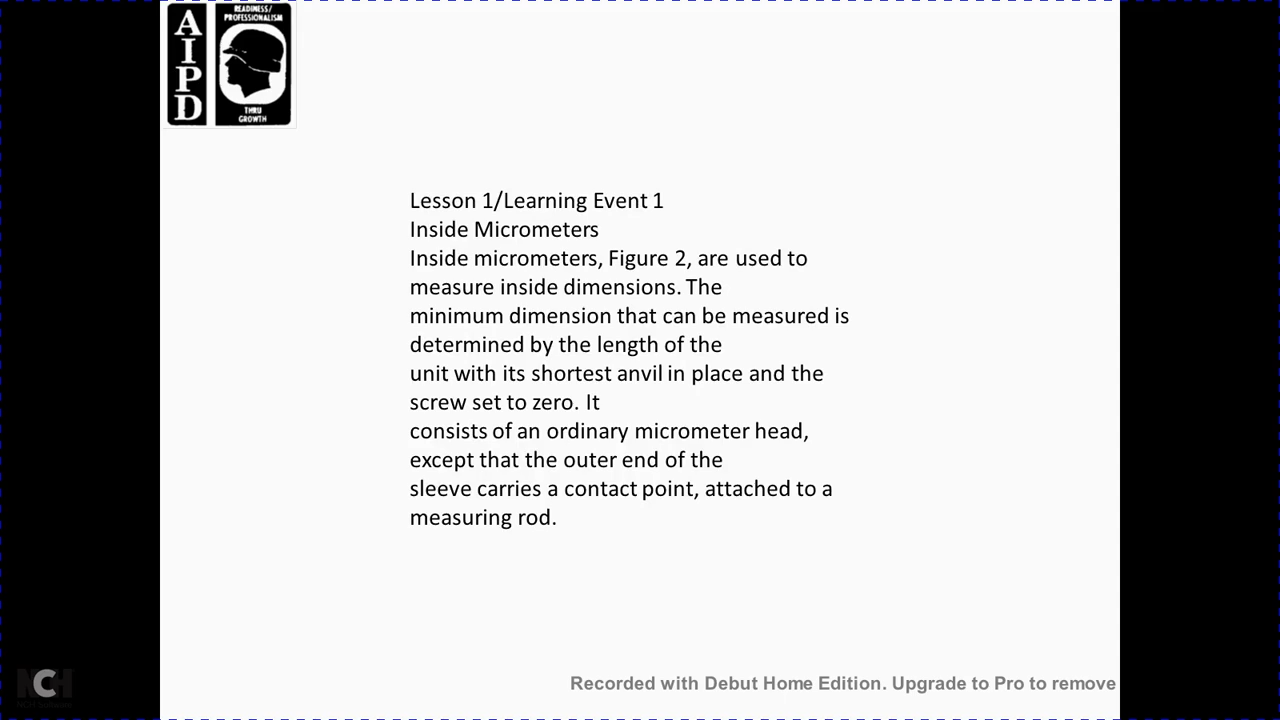 AIPD
READINESS/
PROFESSIONALISM
THRU
GROWTH
Lesson 1/Learning Event 1
Inside Micrometers
Inside micrometers, Figure 2, are used to
measure inside dimensions. The
minimum dimension that can be measured is
determined by the length of the
unit with its shortest anvil in place and the
screw set to zero. It
consists of an ordinary micrometer head,
except that the outer end of the
sleeve carries a contact point, attached to a
measuring rod.
NCH
NCH Software
Recorded with Debut Home Edition. Upgrade to Pro to remove